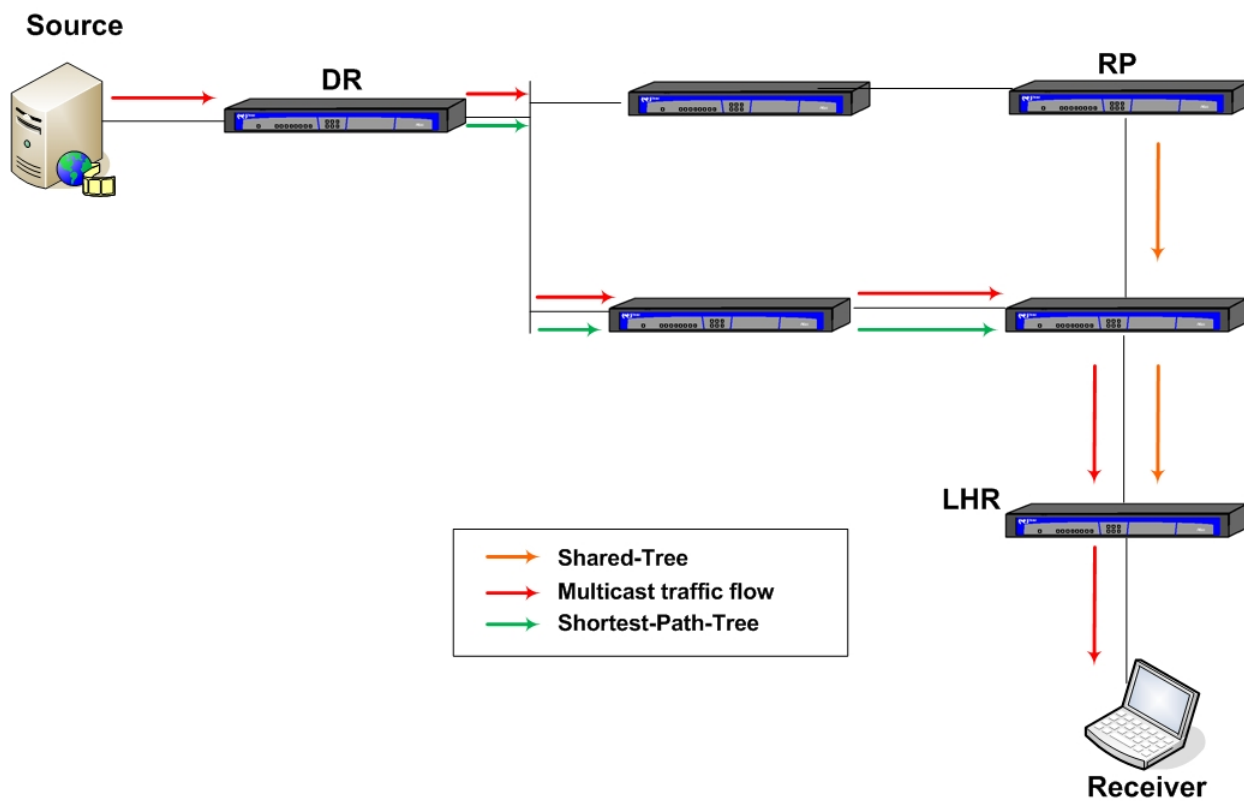 Source
DR
RP
LHR
Shared-Tree
Multicast traffic flow
Shortest-Path-Tree
Receiver